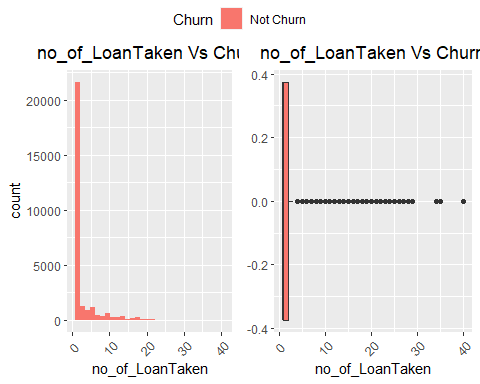 Churn Not Churn
no_of_LoanTaken Vs Chu
no_of_LoanTaken Vs Churr
20000
15000
10000
5000
0
count
0 10 20 30 40
no_of_LoanTaken
0.4
0.2
0.0
-0.2
-0.4
0 10 20 30 40
no_of_LoanTaken